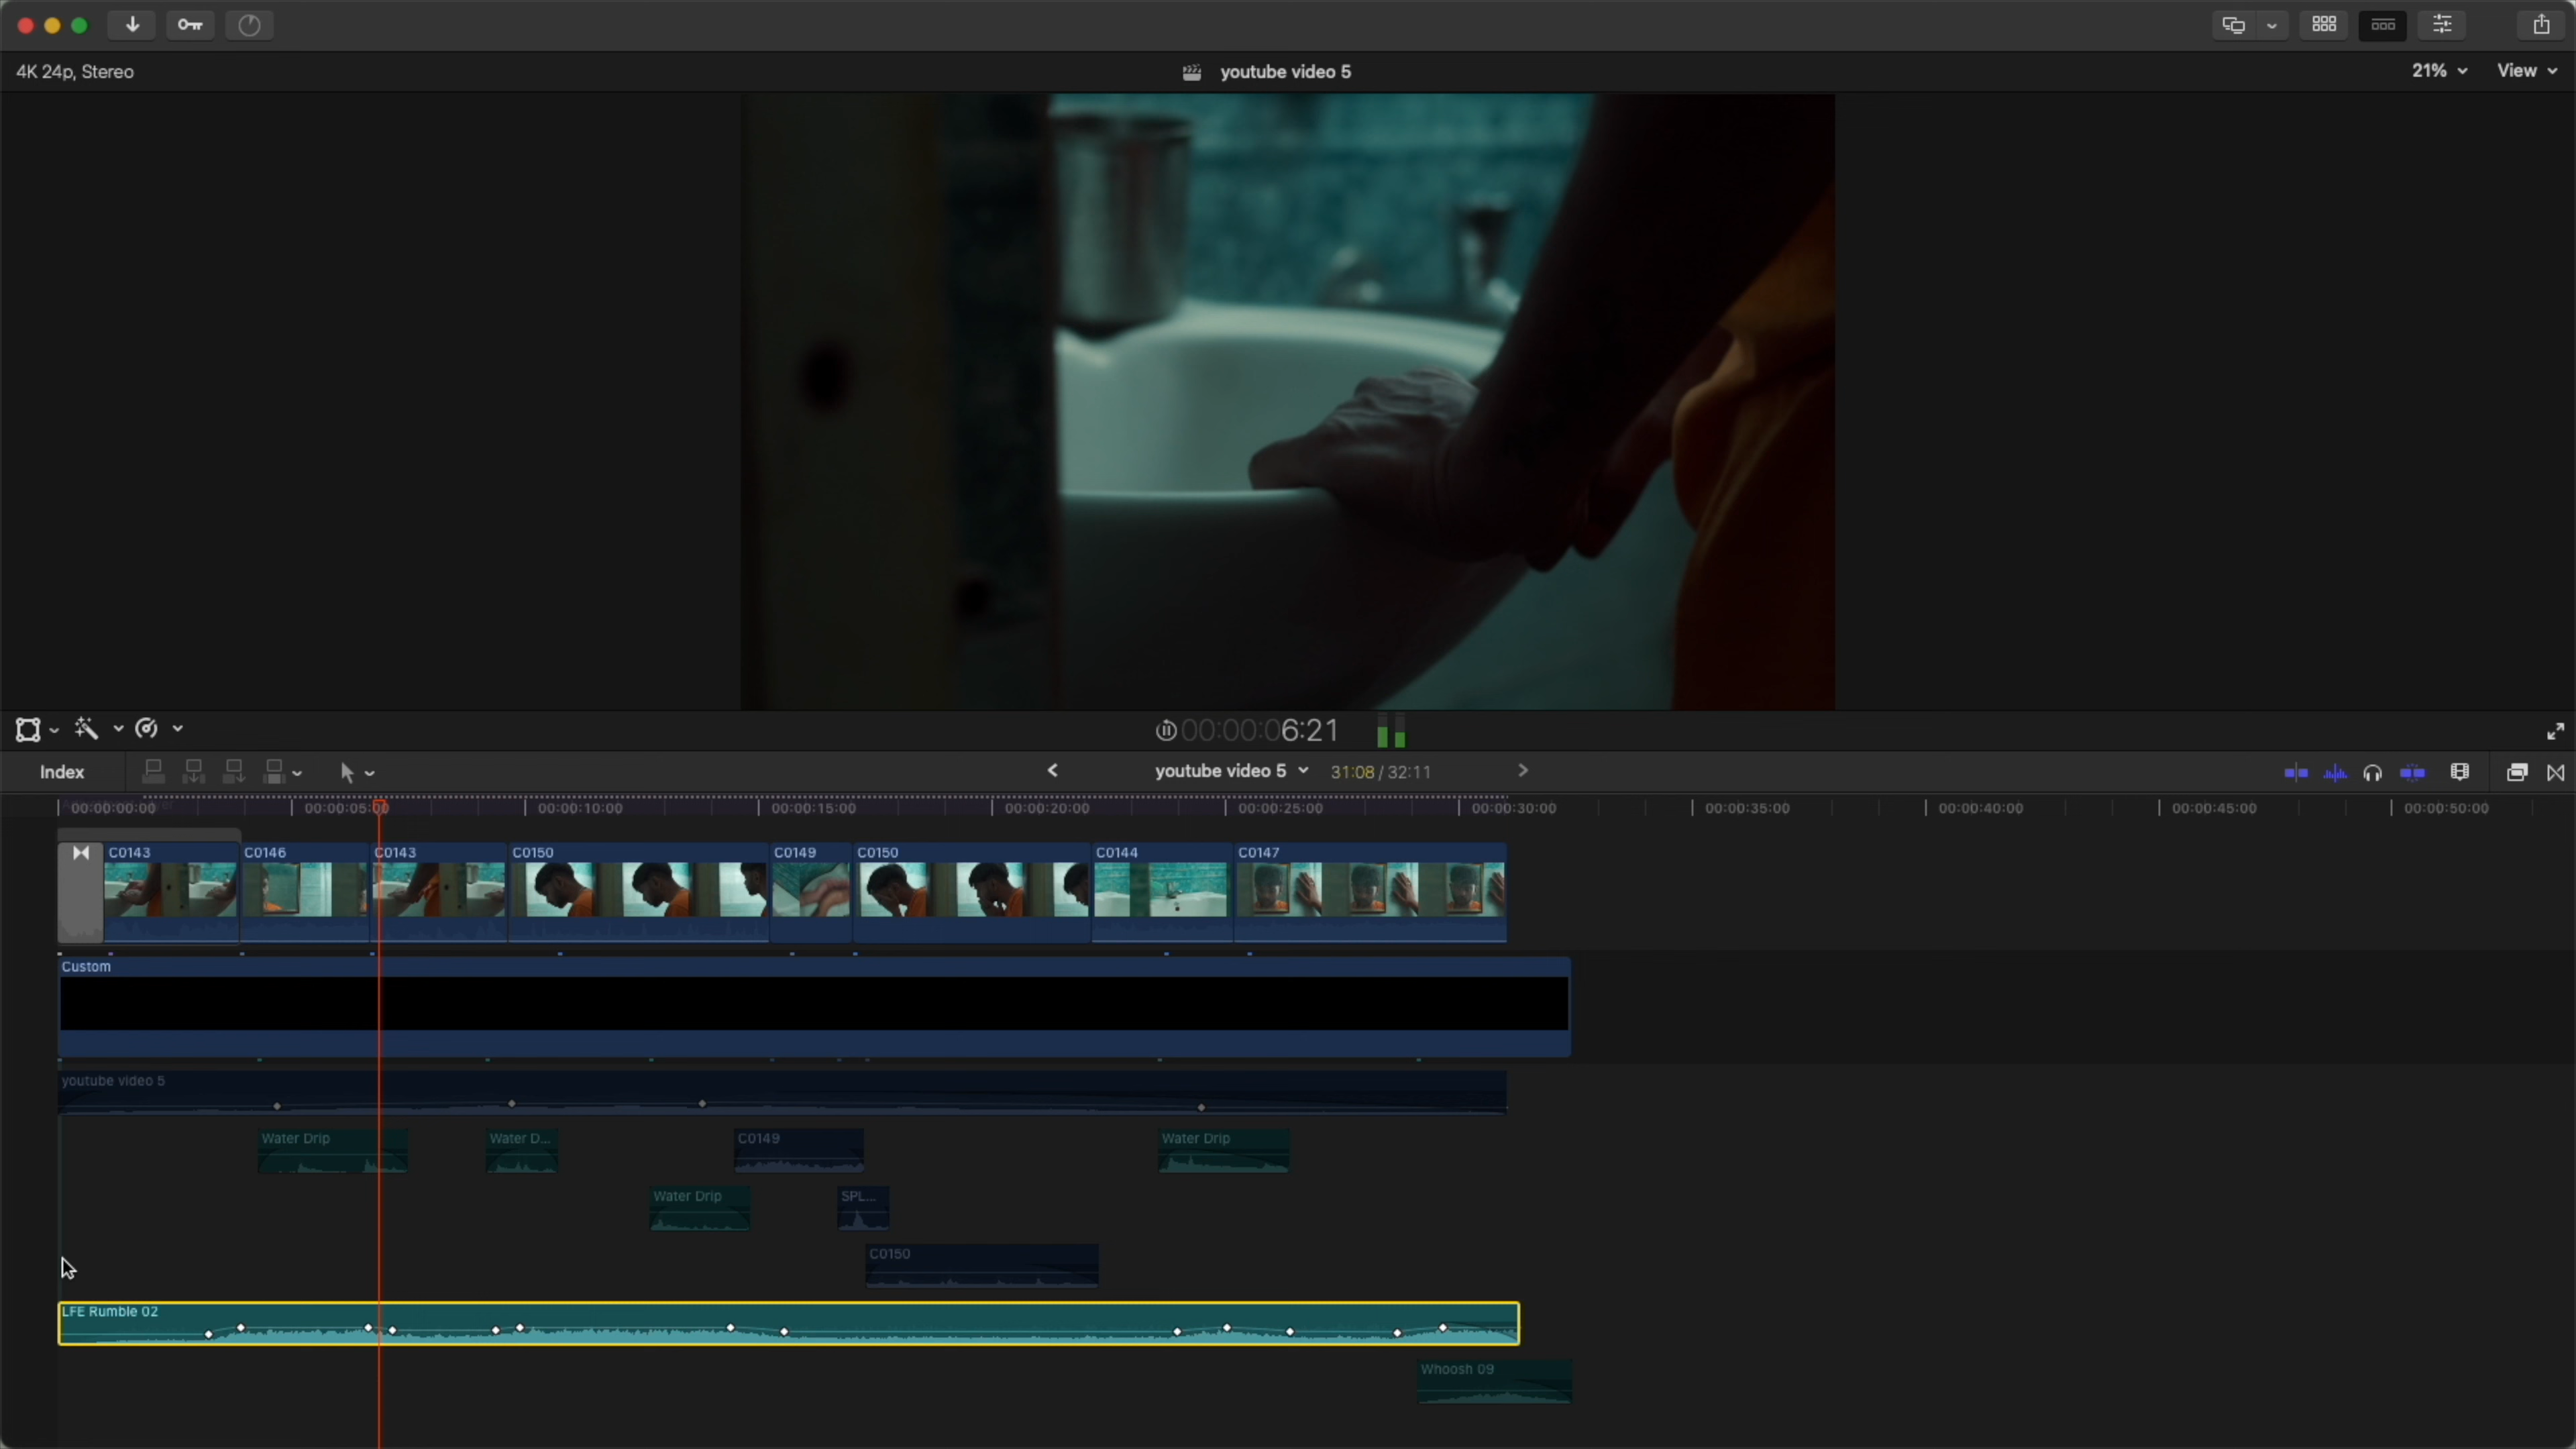 4K 24p, Stereo
youtube video 5
21%
View
00:00:06:21
Index
youtube video 5
31:08 / 32:11
00:00:00:00
00:00:05:00
00:00:10:00
00:00:15:00
00:00:20:00
00:00:25:00
00:00:30:00
00:00:35:00
00:00:40:00
00:00:45:00
00:00:50:00
C0143
C0146
C0143
C0150
C0149
C0150
C0144
C0147
Custom
youtube video 5
Water Drip
Water D...
C0149
Water Drip
Water Drip
SPL...
C0150
LFE Rumble 02
Whoosh 09